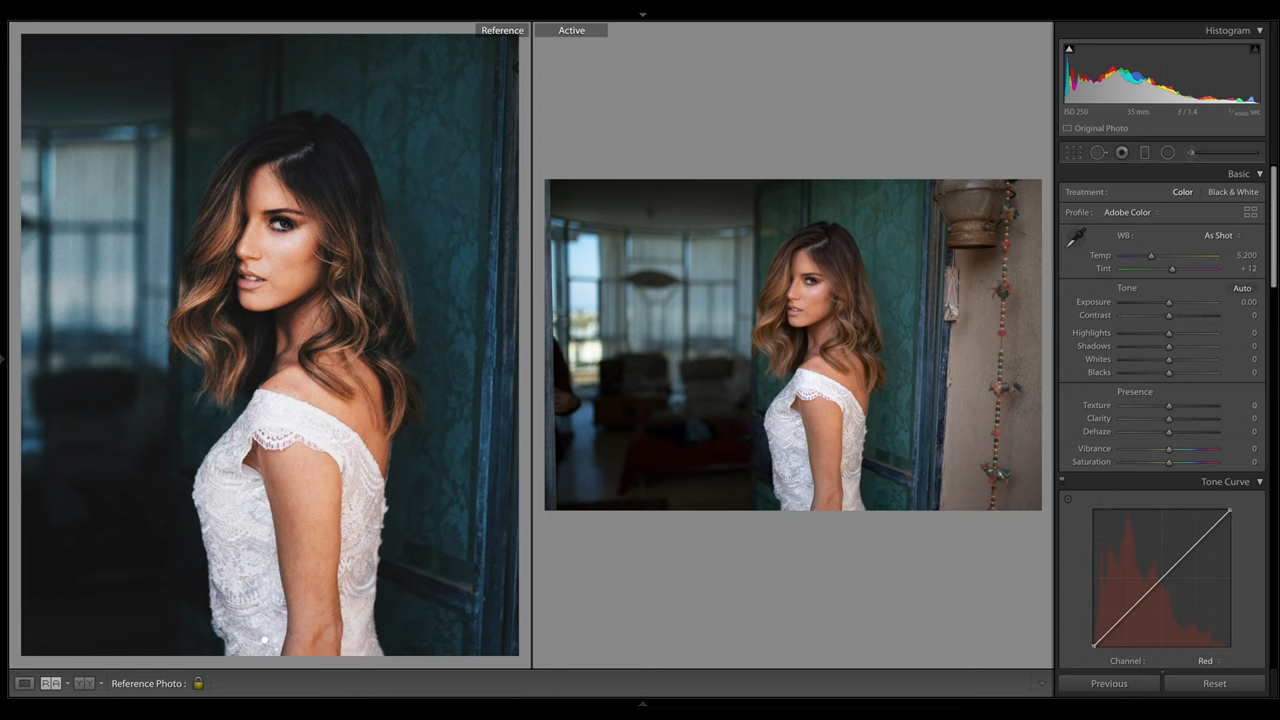 Reference
Active
Histogram
ISO 250 35 mm ƒ / 1.4 1/4000 sec
Original Photo
Basic
Treatment : Color Black & White
Profile : Adobe Color
WB : As Shot
Temp 5,200
Tint + 12
Tone Auto
Exposure 0.00
Contrast 0
Highlights 0
Shadows 0
Whites 0
Blacks 0
Presence
Texture 0
Clarity 0
Dehaze 0
Vibrance 0
Saturation 0
Tone Curve
Channel : Red
R A Y Y Reference Photo :
Previous Reset